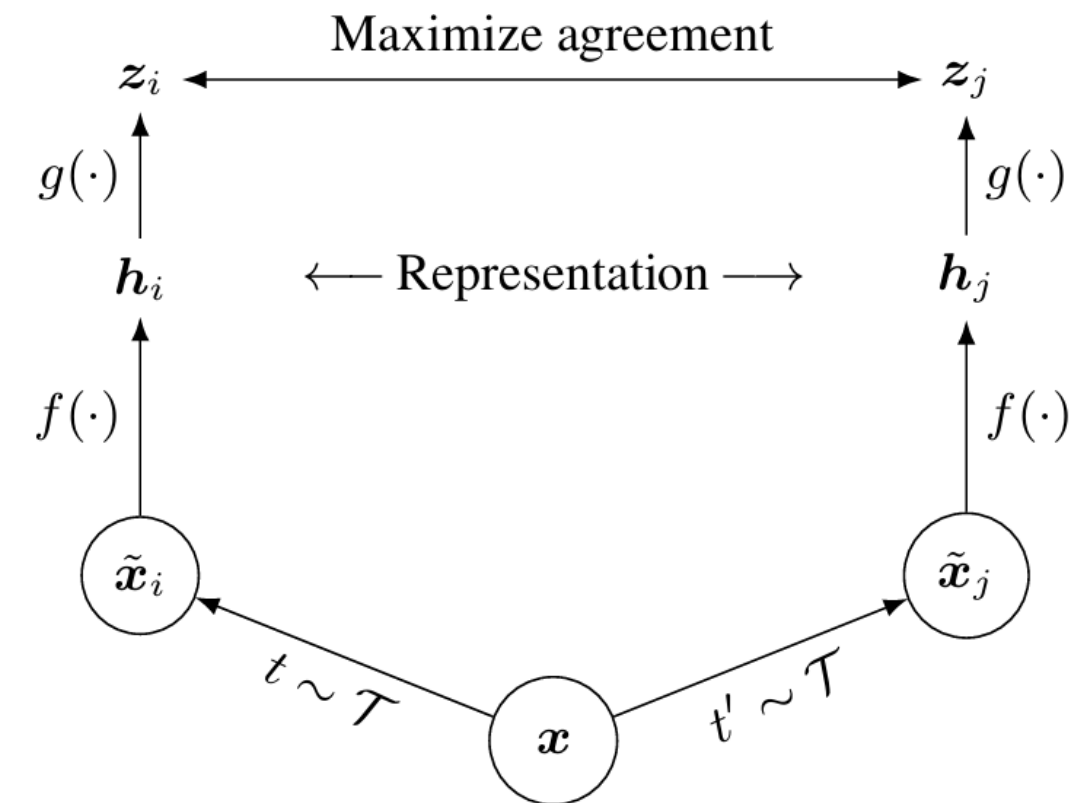 Maximize agreement
z_i z_j
g(·) g(·)
h_i ⟵ Representation ⟶ h_j
f(·) f(·)
x̃_i x̃_j
t ∼ 𝒯 t′ ∼ 𝒯
x